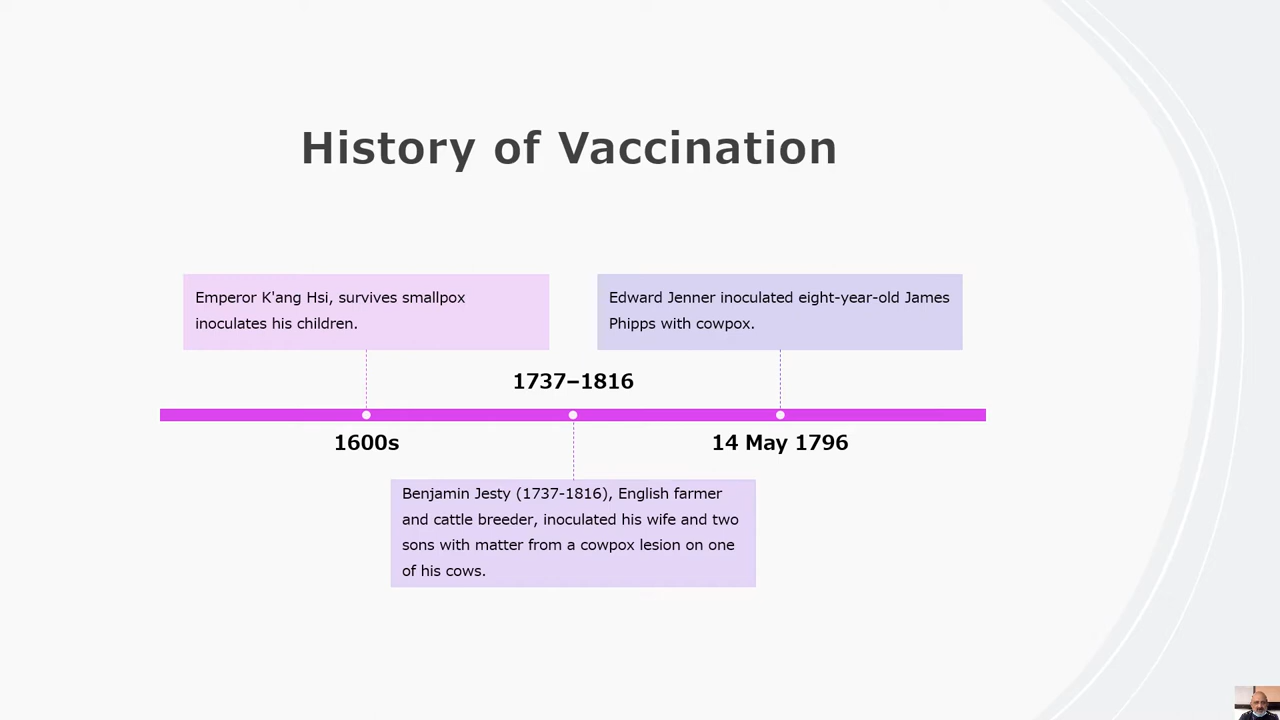 History of Vaccination
Emperor K'ang Hsi, survives smallpox
inoculates his children.
Edward Jenner inoculated eight-year-old James
Phipps with cowpox.
1737–1816
1600s
14 May 1796
Benjamin Jesty (1737-1816), English farmer
and cattle breeder, inoculated his wife and two
sons with matter from a cowpox lesion on one
of his cows.